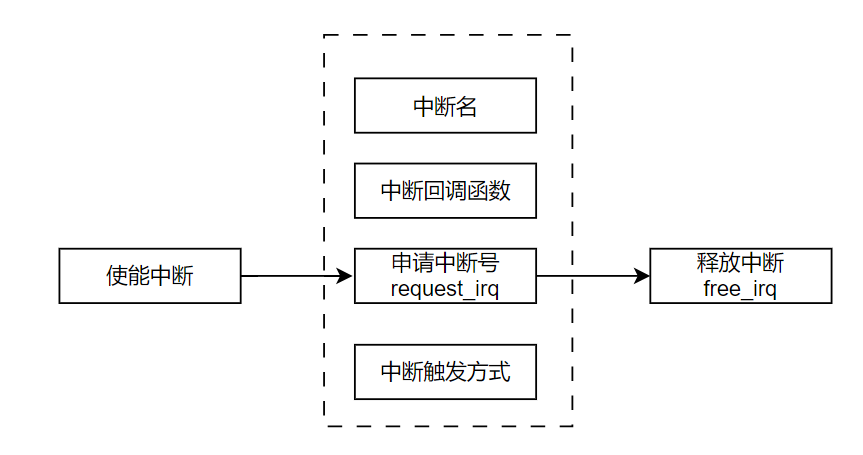 中断名
中断回调函数
使能中断
申请中断号
request_irq
释放中断
free_irq
中断触发方式